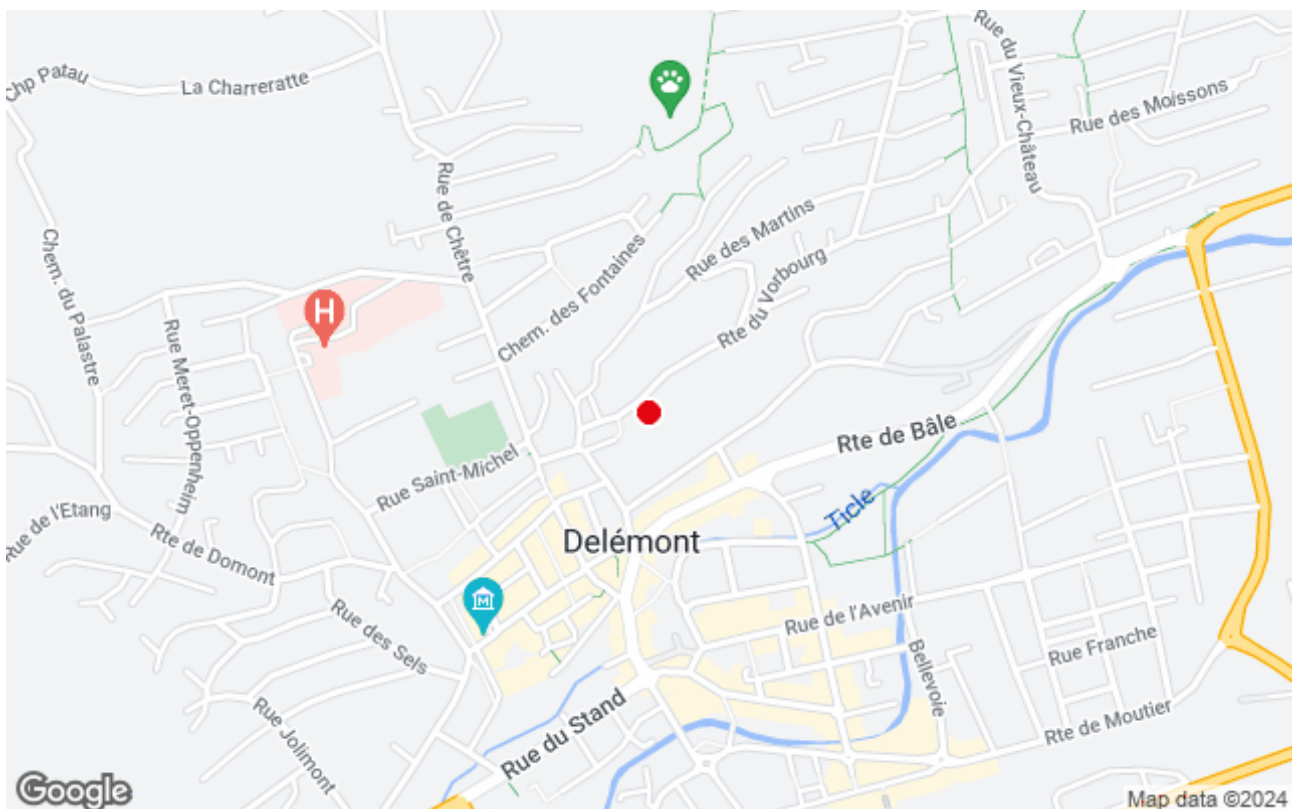 Chp Patau
La Charreratte
Rue du Vieux-Château
Rue des Moissons
Rue de Chêtre
Chem. du Palastre
Rue Meret-Oppenheim
H
Chem. des Fontaines
Rue des Martins
Rte du Vorbourg
Rue Saint-Michel
Rte de Bâle
Rue de l'Etang
Rte de Domont
Ticle
Delémont
M
Rue des Sels
Rue de l'Avenir
Rue Franche
Bellevoie
Rue Jolimont
Rue du Stand
Rte de Moutier
Google
Map data ©2024